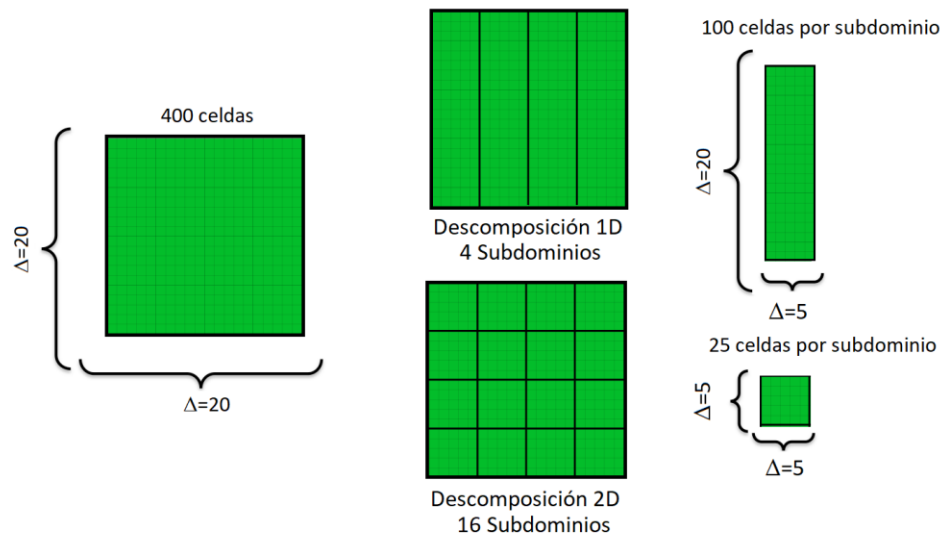 400 celdas
Δ=20
Δ=20
Descomposición 1D
4 Subdominios
Descomposición 2D
16 Subdominios
100 celdas por subdominio
Δ=20
Δ=5
25 celdas por subdominio
Δ=5
Δ=5